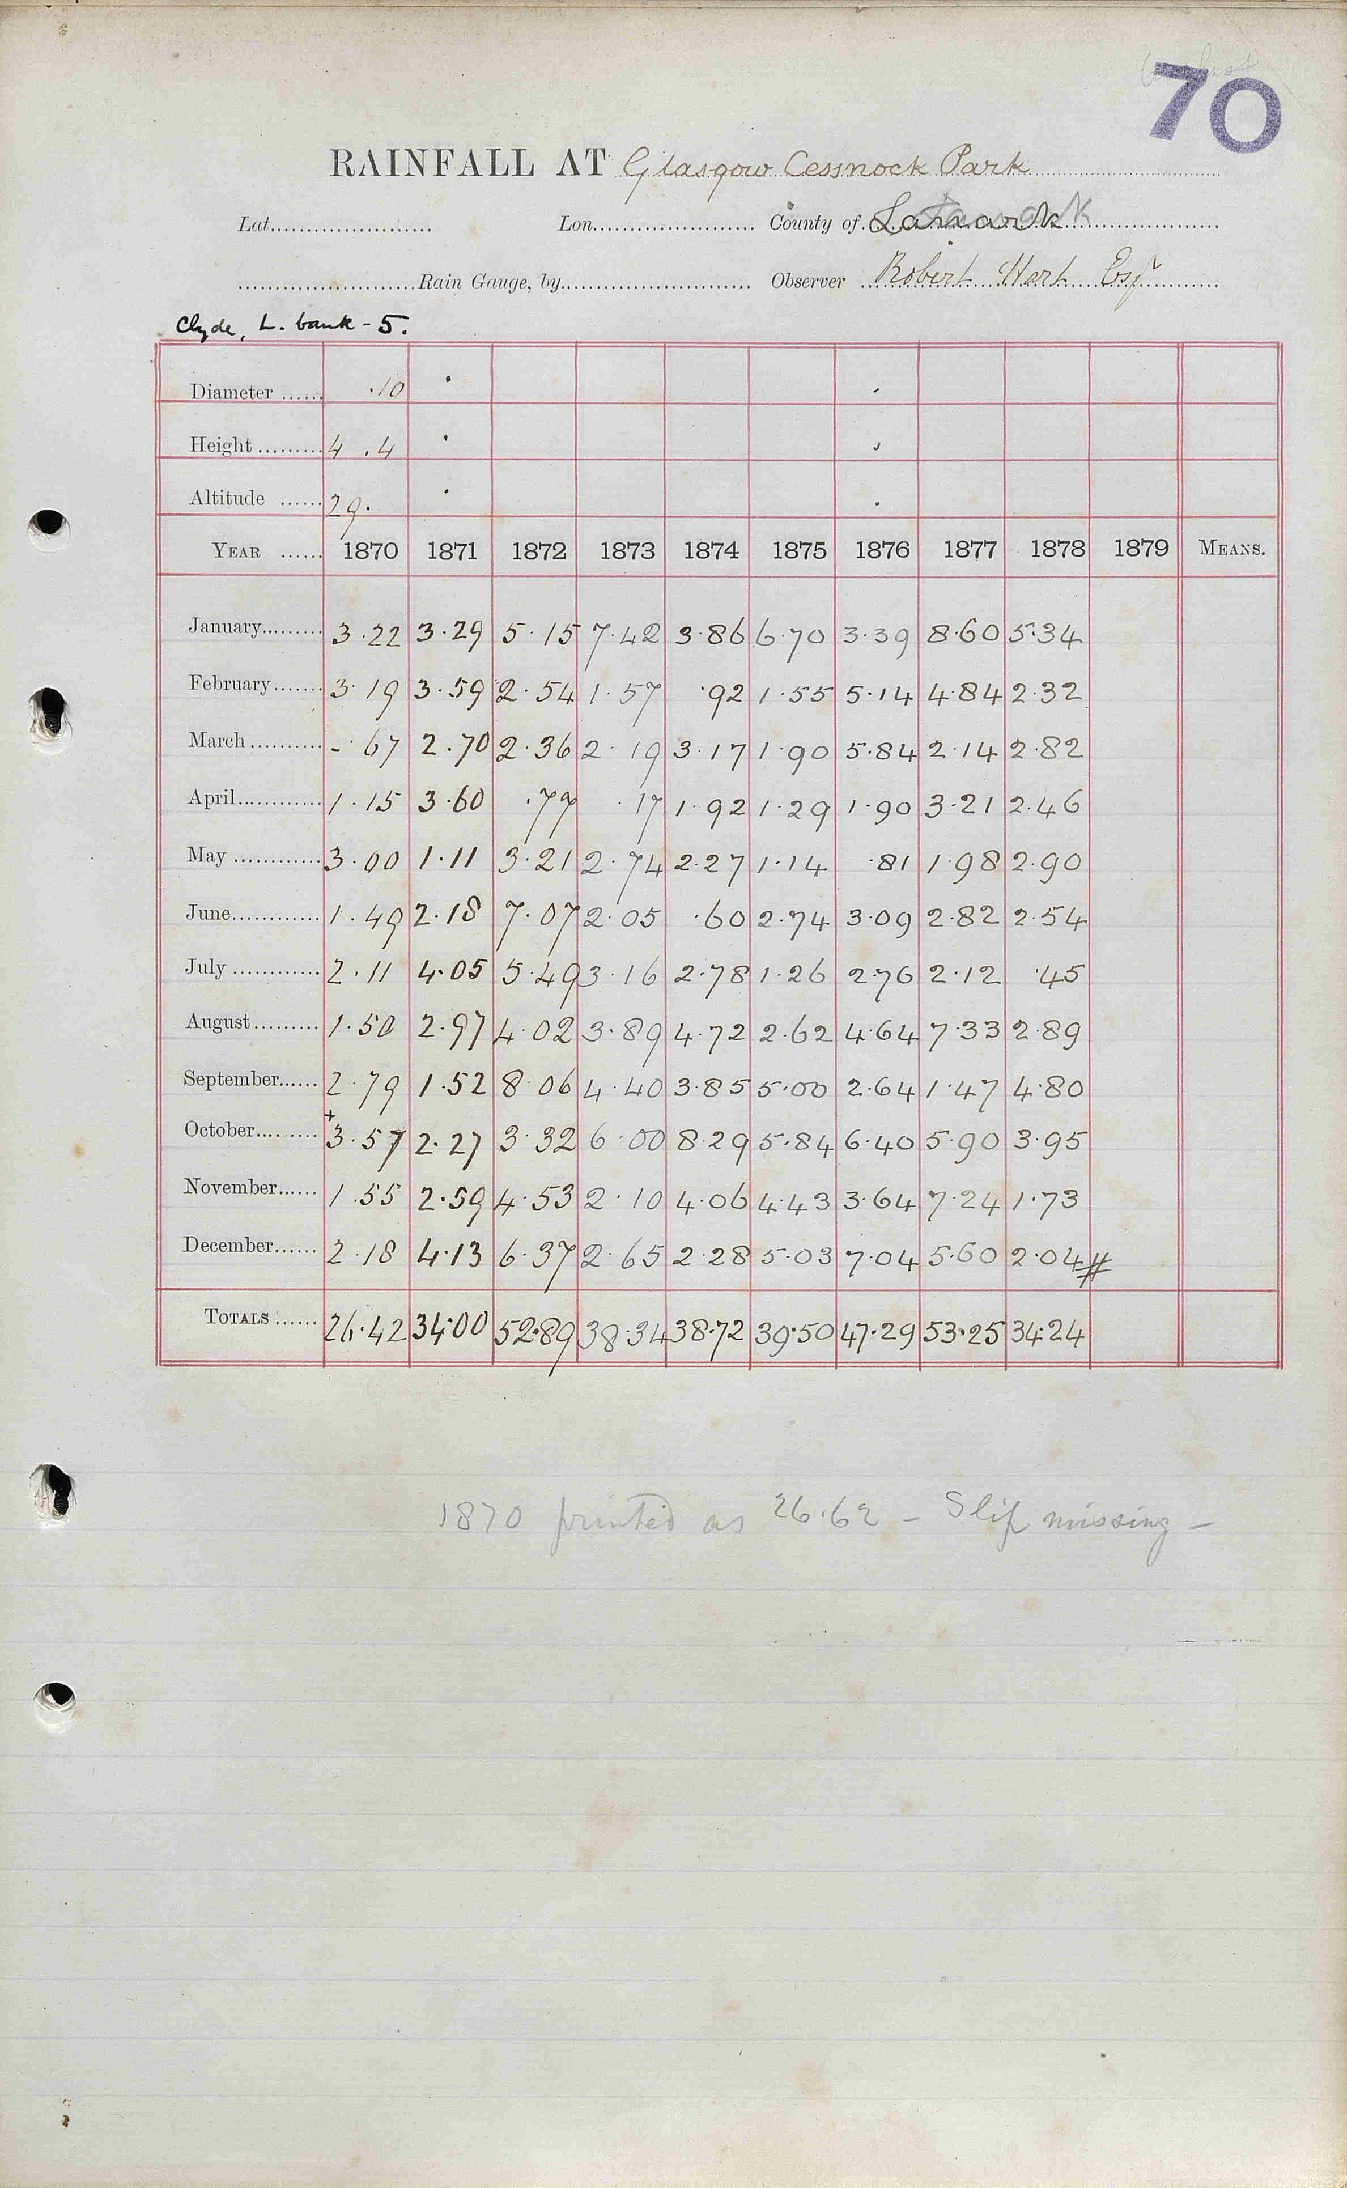 70
RAINFALL AT Glasgow Cessnock Park
Lat. Lon. County of Lanark
Rain Gauge, by Observer Robert Hart Esqr
Clyde, L. bank - 5.
Diameter ...... .10
Height ......... 4 .4
Altitude ...... 29.
YEAR ...... 1870 1871 1872 1873 1874 1875 1876 1877 1878 1879 MEANS.
January......... 3.22 3.29 5.15 7.42 3.86 6.70 3.39 8.60 5.34
February....... 3.19 3.59 2.54 1.57 .92 1.55 5.14 4.84 2.32
March ........... -.67 2.70 2.36 2.19 3.17 1.90 5.84 2.14 2.82
April............. 1.15 3.60 .77 .17 1.92 1.29 1.90 3.21 2.46
May ............. 3.00 1.11 3.21 2.74 2.27 1.14 .81 1.98 2.90
June............. 1.49 2.18 7.07 2.05 .60 2.74 3.09 2.82 2.54
July ............. 2.11 4.05 5.49 3.16 2.78 1.26 2.76 2.12 .45
August.......... 1.50 2.97 4.02 3.89 4.72 2.62 4.64 7.33 2.89
September...... 2.79 1.52 8.06 4.40 3.85 5.00 2.64 1.47 4.80
October.......... +3.57 2.27 3.32 6.00 8.29 5.84 6.40 5.90 3.95
November...... 1.55 2.59 4.53 2.10 4.06 4.43 3.64 7.24 1.73
December...... 2.18 4.13 6.37 2.65 2.28 5.03 7.04 5.60 2.04 #
TOTALS ...... 26.42 34.00 52.89 38.34 38.72 39.50 47.29 53.25 34.24
1870 printed as 26.62 - Slip missing -